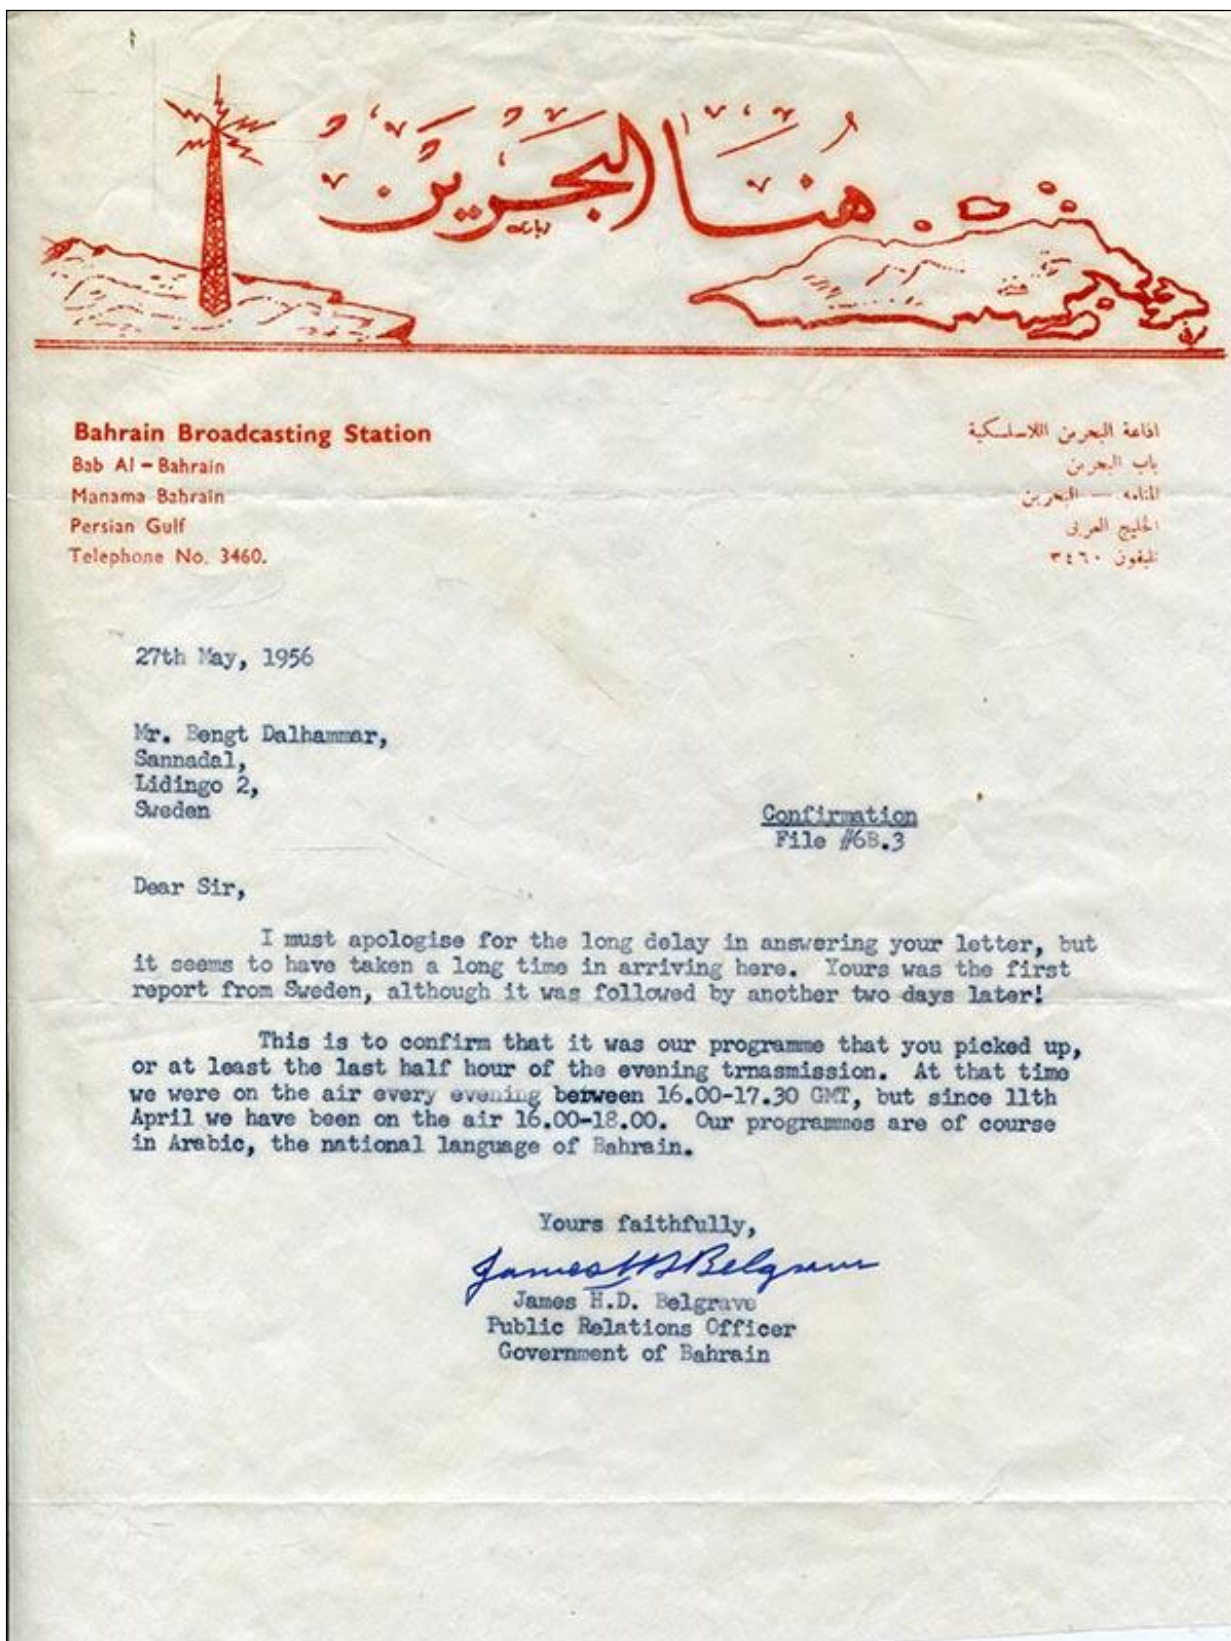 هُنَا البَحْرَيْن
Bahrain Broadcasting Station
Bab Al - Bahrain
Manama Bahrain
Persian Gulf
Telephone No. 3460.
اذاعة البحرين اللاسلكية
باب البحرين
المنامه — البحرين
الخليج العربى
تليفون ٣٤٦٠
27th May, 1956
Mr. Bengt Dalhammar,
Sannadal,
Lidingo 2,
Sweden
Confirmation
File #6B.3
Dear Sir,
I must apologise for the long delay in answering your letter, but
it seems to have taken a long time in arriving here. Yours was the first
report from Sweden, although it was followed by another two days later!
This is to confirm that it was our programme that you picked up,
or at least the last half hour of the evening trnasmission. At that time
we were on the air every evening between 16.00-17.30 GMT, but since 11th
April we have been on the air 16.00-18.00. Our programmes are of course
in Arabic, the national language of Bahrain.
Yours faithfully,
James H D Belgrave
James H.D. Belgrave
Public Relations Officer
Government of Bahrain